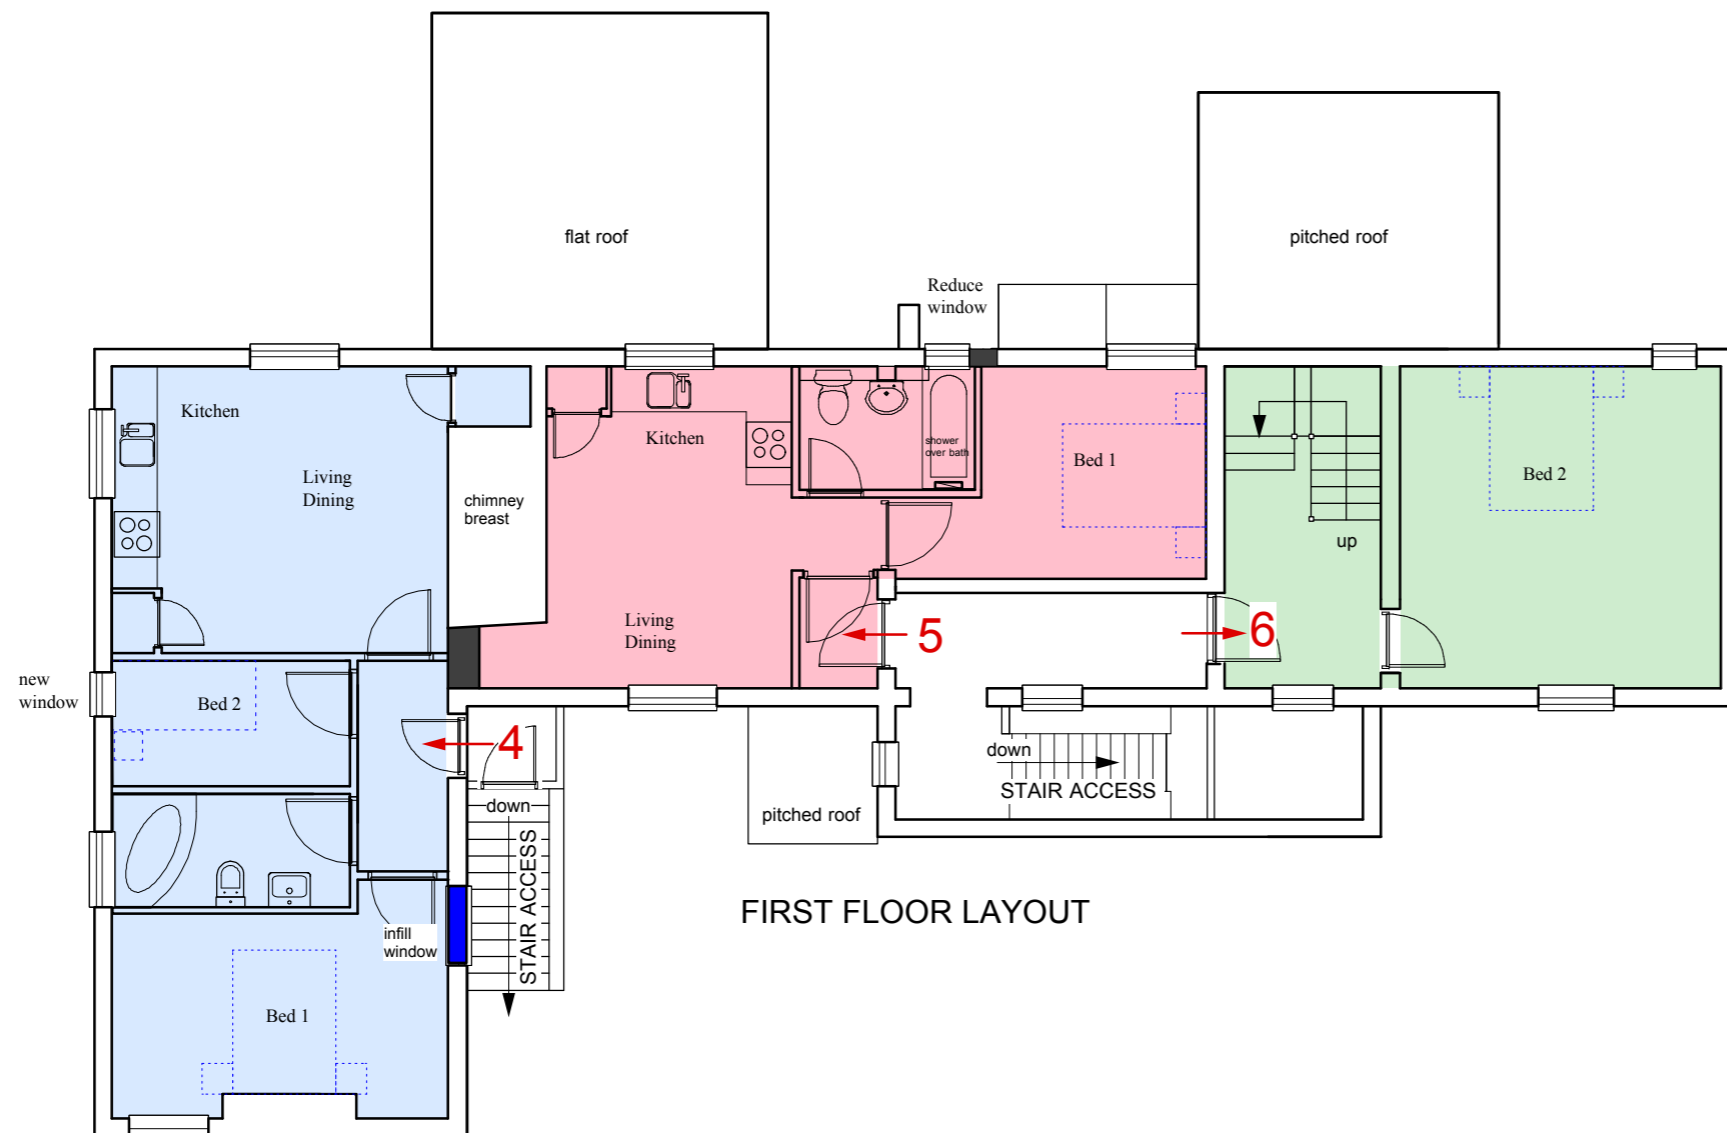 flat roof
pitched roof
Reduce
window
Kitchen
Living
Dining
chimney
breast
Kitchen
shower
over bath
Bed 1
Bed 2
up
Living
Dining
5
6
new
window
Bed 2
4
down
STAIR ACCESS
pitched roof
down
STAIR ACCESS
FIRST FLOOR LAYOUT
infill
window
Bed 1